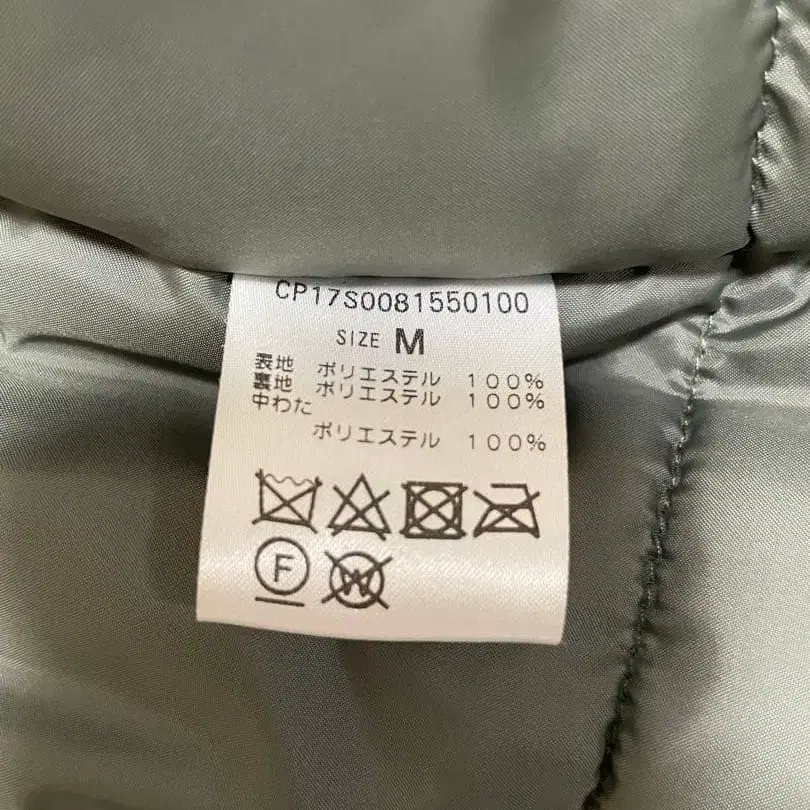 CP17S0081550100
SIZE M
表地 ポリエステル 100%
裏地 ポリエステル 100%
中わた
ポリエステル 100%
F
W